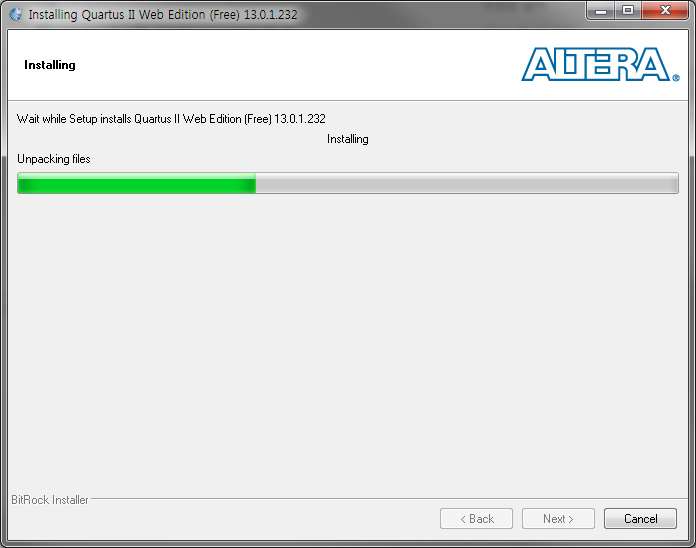 Installing Quartus II Web Edition (Free) 13.0.1.232
Installing
ALTERA®
Wait while Setup installs Quartus II Web Edition (Free) 13.0.1.232
Installing
Unpacking files
BitRock Installer
< Back
Next >
Cancel